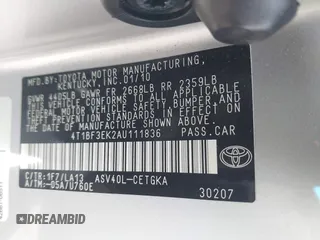 MFD.BY:TOYOTA MOTOR MANUFACTURING,
KENTUCKY, INC.01/10
GVWR 4405LB GAWR FR 2668LB RR 2359LB
THIS VEHICLE CONFORMS TO ALL APPLICABLE
FEDERAL MOTOR VEHICLE SAFETY, BUMPER, AND
THEFT PREVENTION STANDARDS IN EFFECT ON
THE DATE OF MANUFACTURE SHOWN ABOVE.
4T1BF3EK2AU111836 PASS.CAR
C/TR:1F7/LA13 ASV40L-CETGKA
A/TM:-05A/U760E
30207
DEALERSHIPS.COM